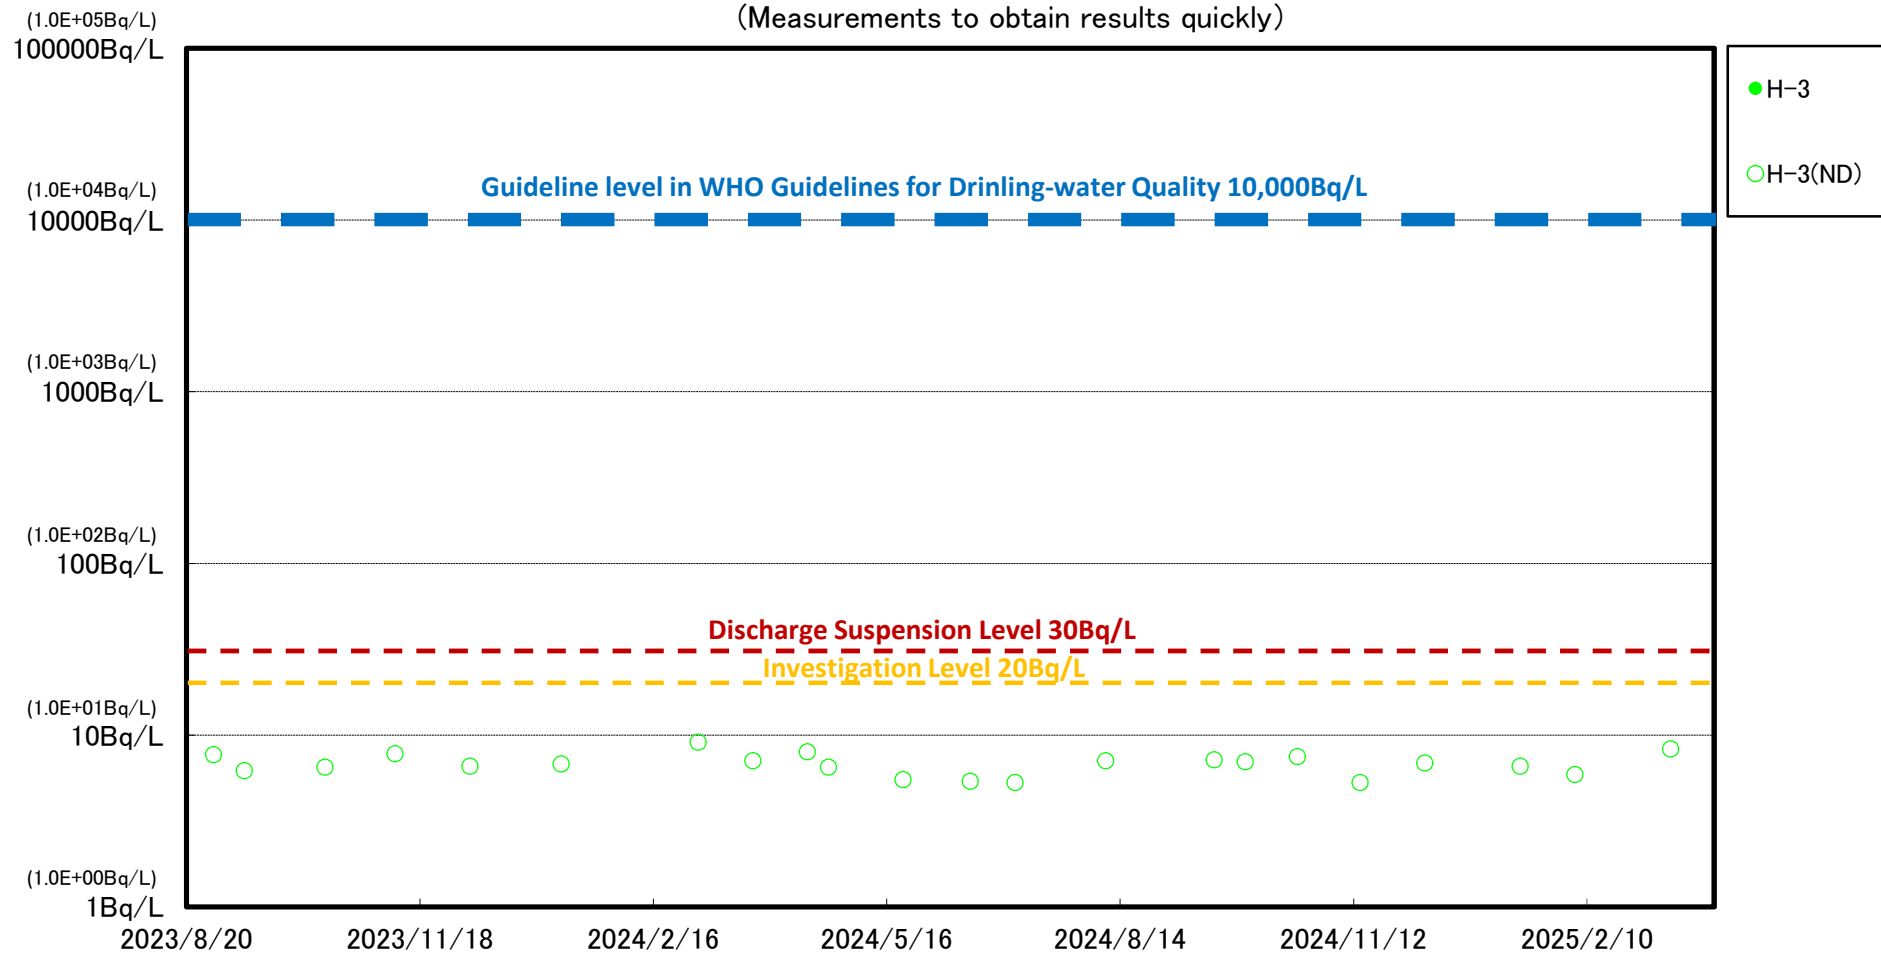 (Measurements to obtain results quickly)
(1.0E+05Bq/L)
100000Bq/L
H-3
H-3(ND)
(1.0E+04Bq/L)
10000Bq/L
Guideline level in WHO Guidelines for Drinling-water Quality 10,000Bq/L
(1.0E+03Bq/L)
1000Bq/L
(1.0E+02Bq/L)
100Bq/L
Discharge Suspension Level 30Bq/L
Investigation Level 20Bq/L
(1.0E+01Bq/L)
10Bq/L
(1.0E+00Bq/L)
1Bq/L
2023/8/20 2023/11/18 2024/2/16 2024/5/16 2024/8/14 2024/11/12 2025/2/10